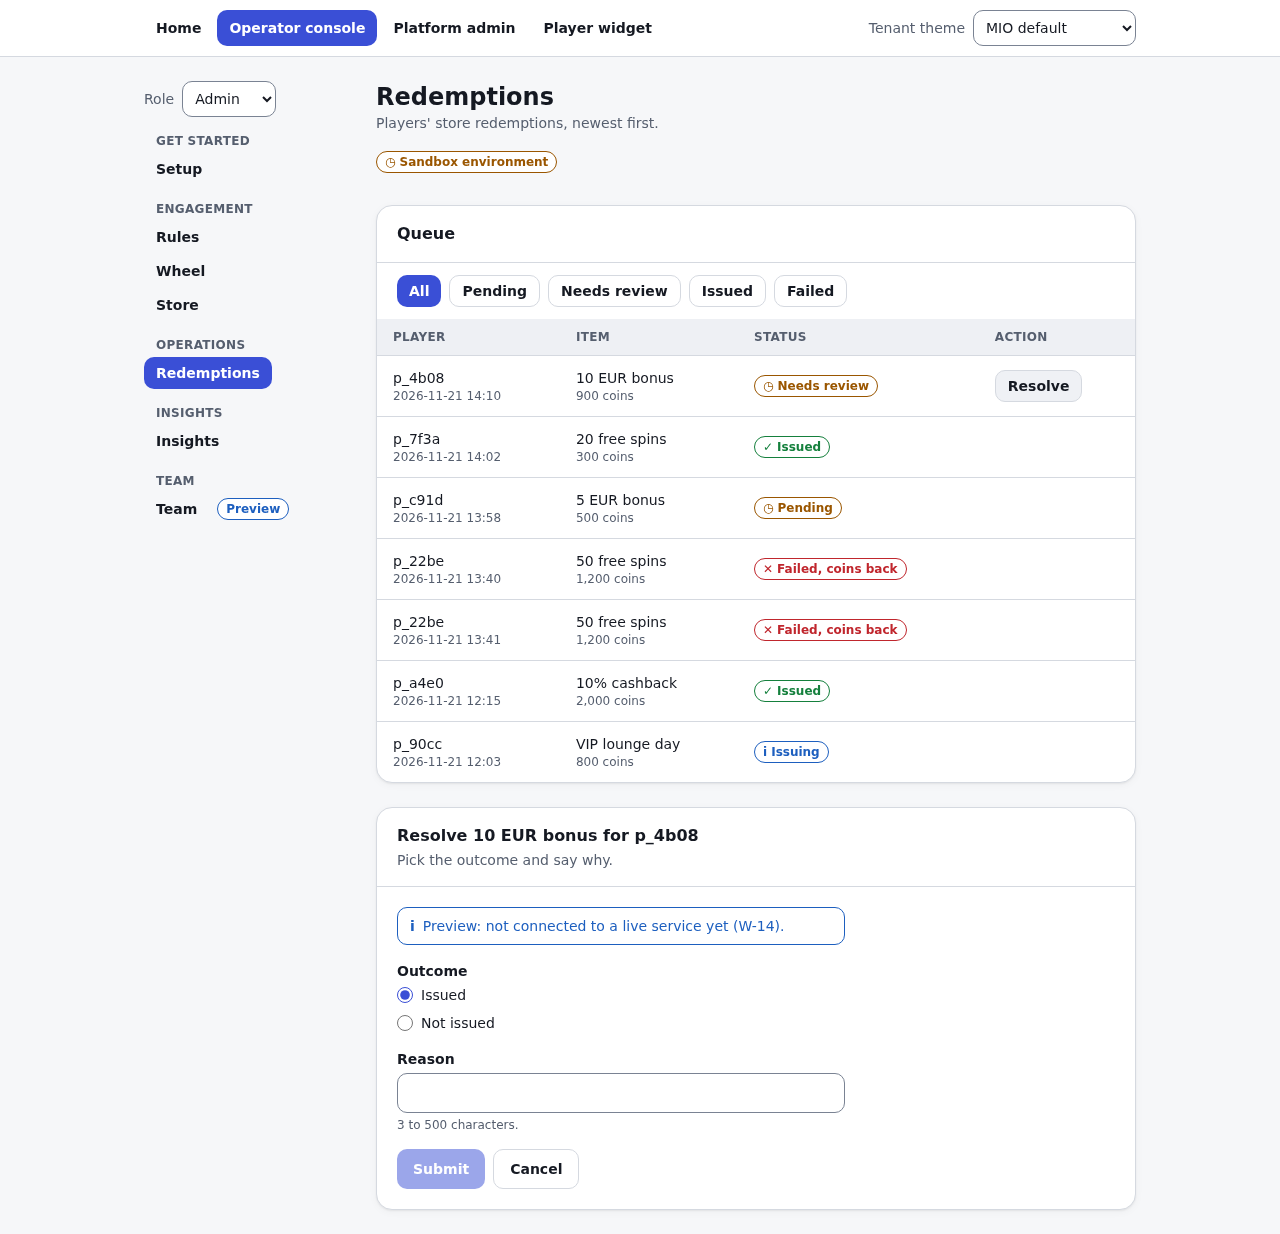 Home Operator console Platform admin Player widget Tenant theme MIO default
Role Admin
GET STARTED
Setup
ENGAGEMENT
Rules
Wheel
Store
OPERATIONS
Redemptions
INSIGHTS
Insights
TEAM
Team Preview
Redemptions
Players' store redemptions, newest first.
◷ Sandbox environment
Queue
All Pending Needs review Issued Failed
PLAYER ITEM STATUS ACTION
p_4b08 10 EUR bonus ◷ Needs review Resolve
2026-11-21 14:10 900 coins
p_7f3a 20 free spins ✓ Issued
2026-11-21 14:02 300 coins
p_c91d 5 EUR bonus ◷ Pending
2026-11-21 13:58 500 coins
p_22be 50 free spins ✕ Failed, coins back
2026-11-21 13:40 1,200 coins
p_22be 50 free spins ✕ Failed, coins back
2026-11-21 13:41 1,200 coins
p_a4e0 10% cashback ✓ Issued
2026-11-21 12:15 2,000 coins
p_90cc VIP lounge day i Issuing
2026-11-21 12:03 800 coins
Resolve 10 EUR bonus for p_4b08
Pick the outcome and say why.
i Preview: not connected to a live service yet (W-14).
Outcome
Issued
Not issued
Reason
3 to 500 characters.
Submit Cancel